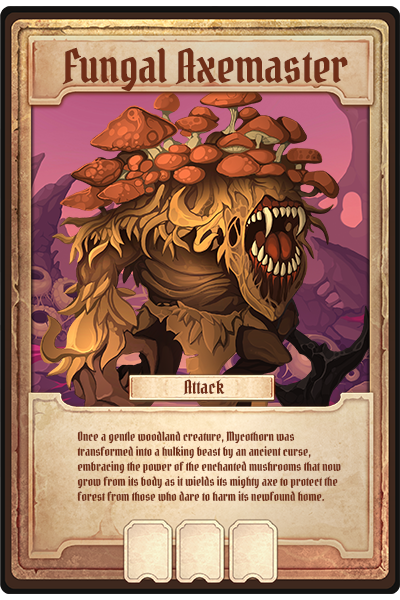 Fungal Axemaster
Attack
Once a gentle woodland creature, Mycothorn was
transformed into a hulking beast by an ancient curse,
embracing the power of the enchanted mushrooms that now
grow from its body as it wields its mighty axe to protect the
forest from those who dare to harm its newfound home.